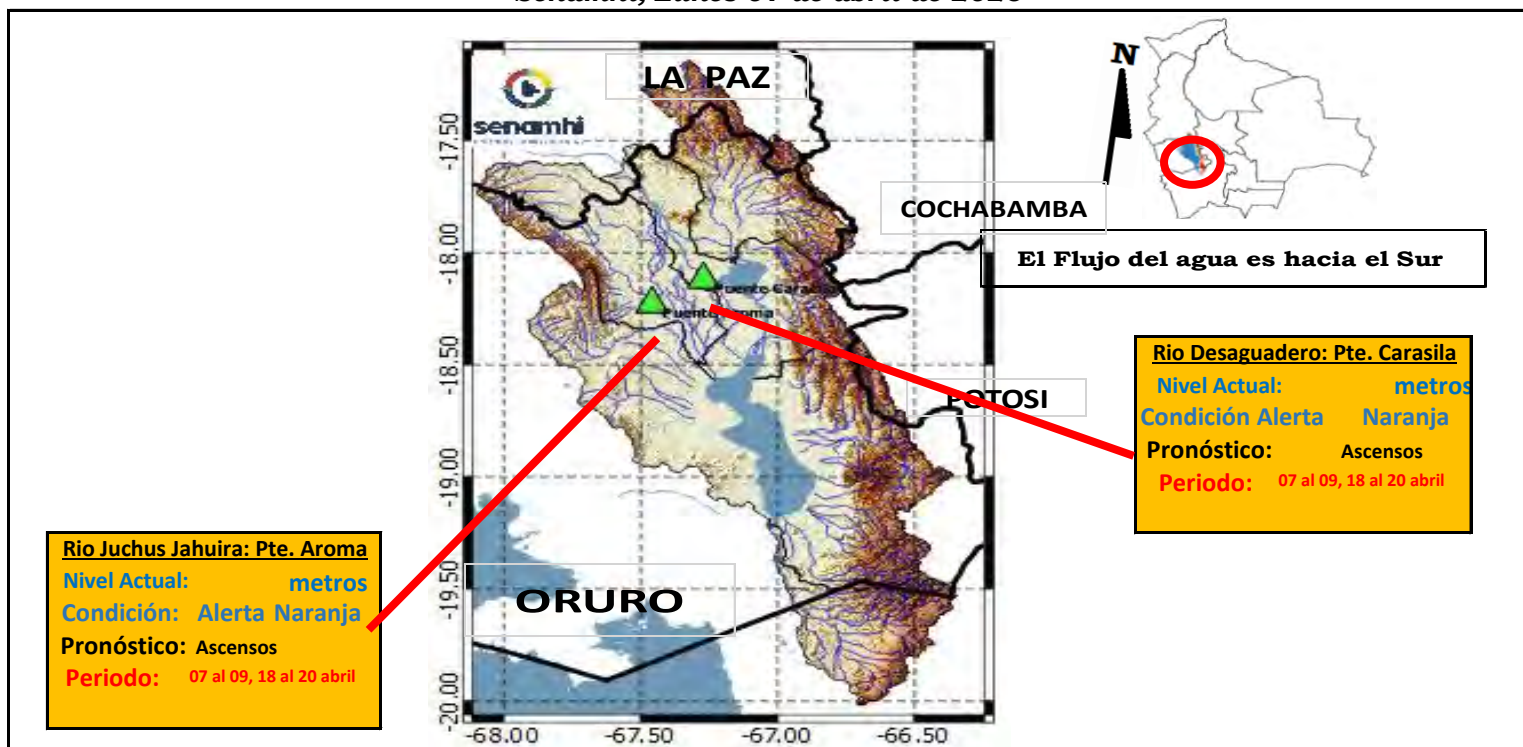 LA PAZ
senamhi
N
COCHABAMBA
El Flujo del agua es hacia el Sur
POTOSI
ORURO
Rio Desaguadero: Pte. Carasila
Nivel Actual: metros
Condición Alerta Naranja
Pronóstico: Ascensos
Periodo: 07 al 09, 18 al 20 abril
Rio Juchus Jahuira: Pte. Aroma
Nivel Actual: metros
Condición: Alerta Naranja
Pronóstico: Ascensos
Periodo: 07 al 09, 18 al 20 abril
-17.50
-18.00
-18.50
-19.00
-19.50
-20.00
-68.00 -67.50 -67.00 -66.50